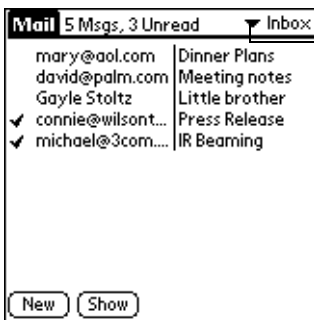 Mail 5 Msgs, 3 Unread Inbox
mary@aol.com Dinner Plans
david@palm.com Meeting notes
Gayle Stoltz Little brother
connie@wilsont... Press Release
michael@3com.... IR Beaming
New Show